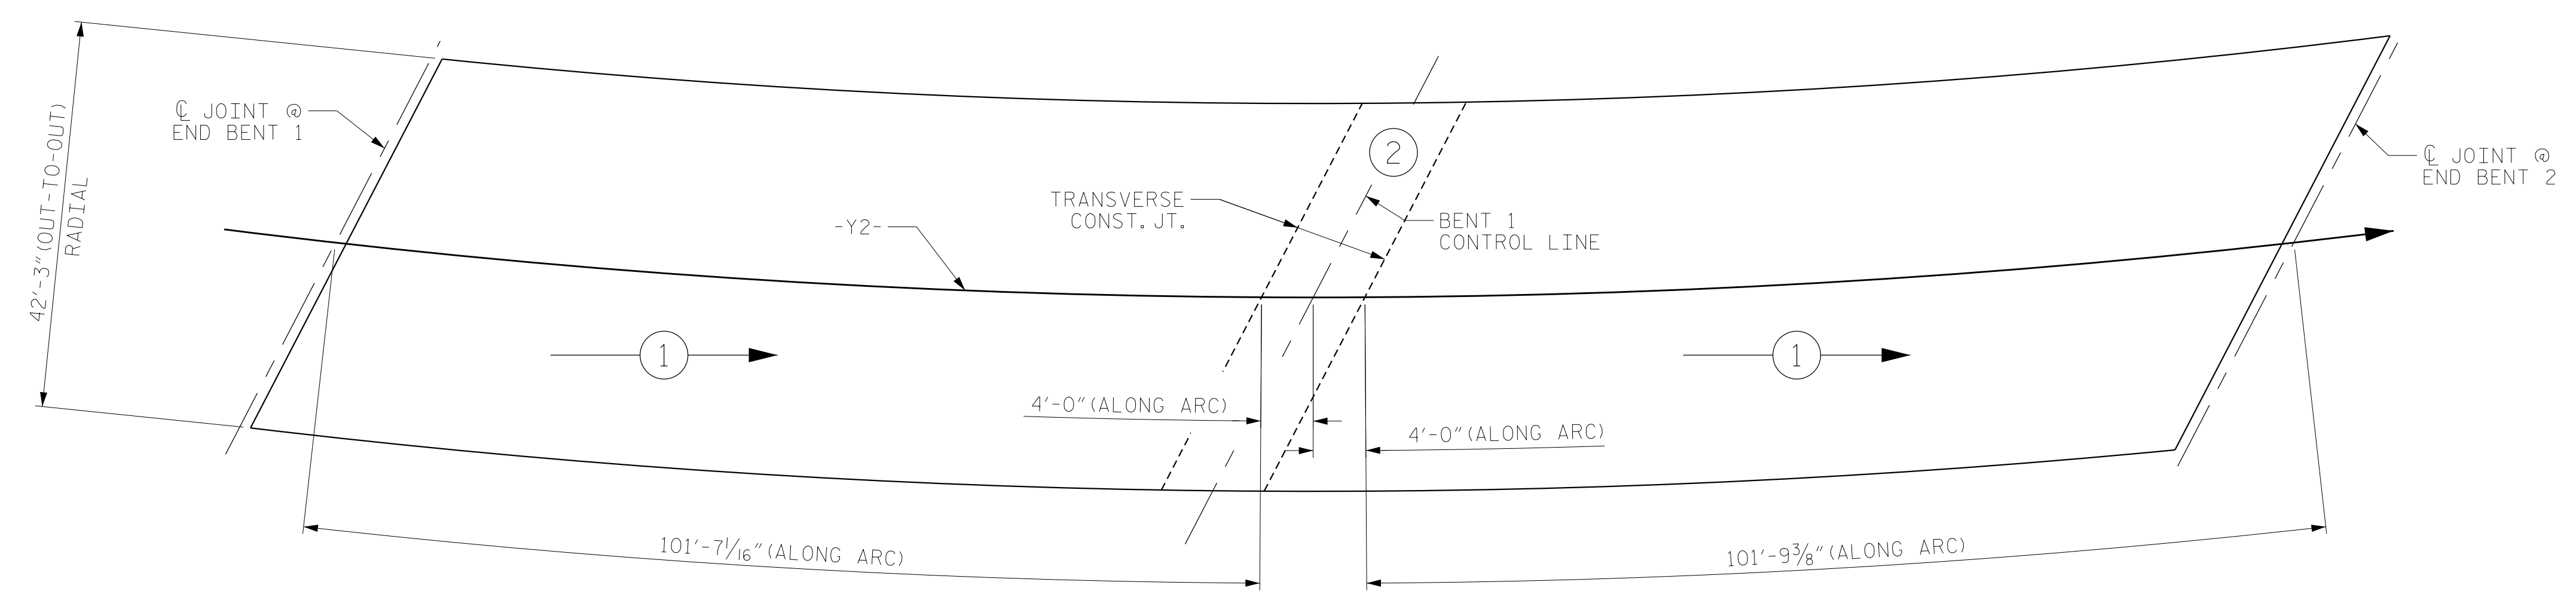 42'-3"(OUT-TO-OUT)
RADIAL
℄ JOINT @
END BENT 1
-Y2-
TRANSVERSE
CONST. JT.
2
BENT 1
CONTROL LINE
℄ JOINT @
END BENT 2
1
1
4'-0"(ALONG ARC)
4'-0"(ALONG ARC)
101'-7 1/16"(ALONG ARC)
101'-9 3/8"(ALONG ARC)